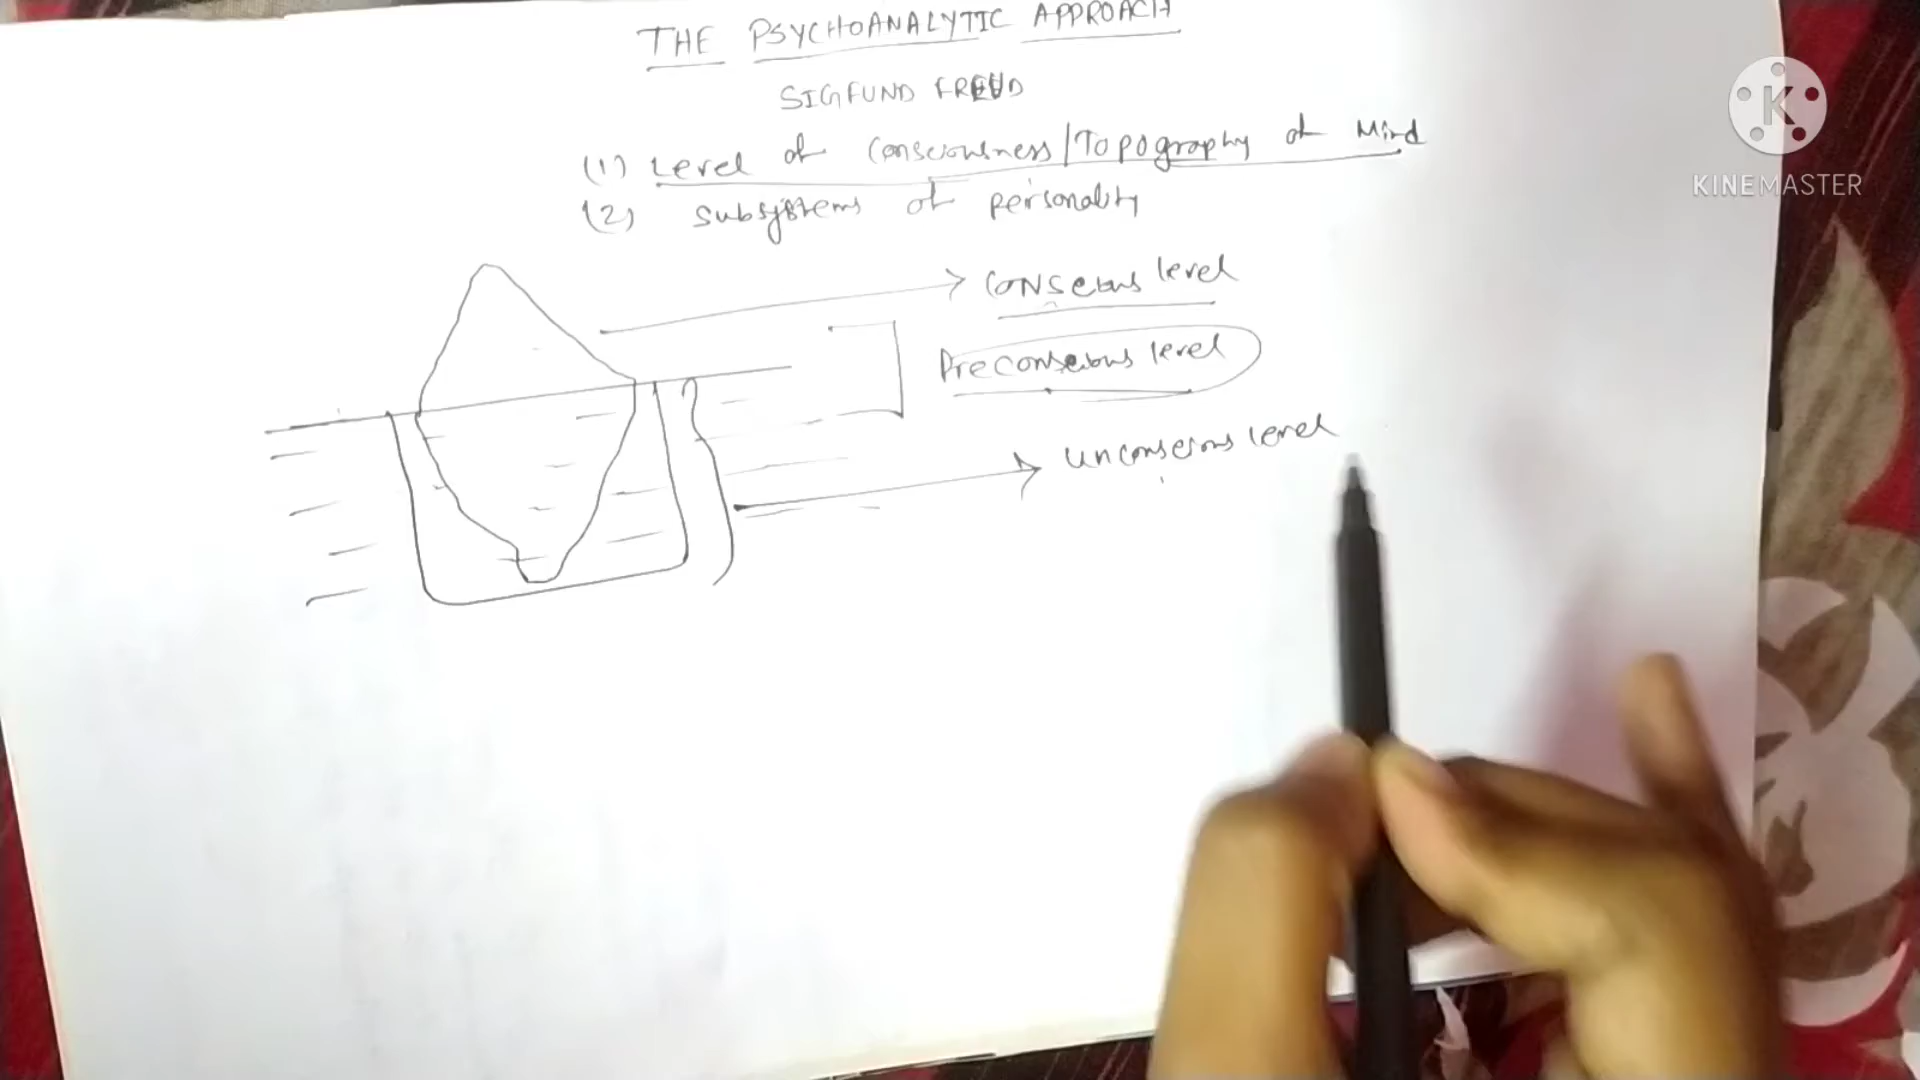 THE PSYCHOANALYTIC APPROACH
SIGFUND FREUD
(1) Level of Consciousness/Topography of Mind
(2) subsystems of personality
Conscious level
Preconscious level
unconscious level
KINEMASTER